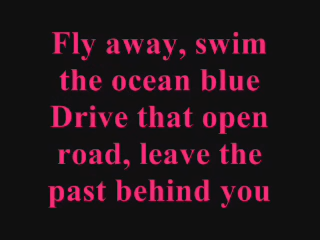 Fly away, swim
the ocean blue
Drive that open
road, leave the
past behind you